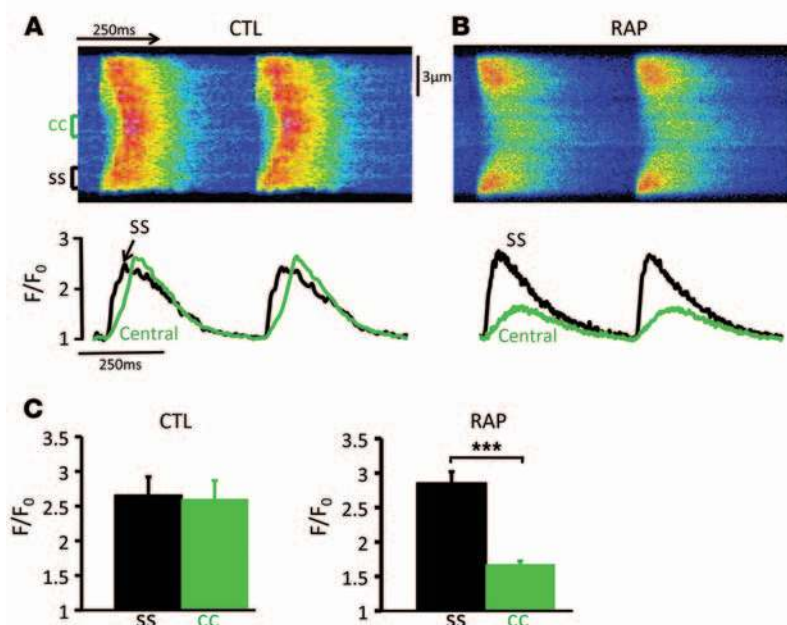 A
250ms
CTL
CC
SS
3μm
B
RAP
F/F0
3
2
1
SS
Central
250ms
SS
Central
C
CTL
F/F0
3.5
3
2.5
2
1.5
1
SS
CC
RAP
F/F0
3.5
3
2.5
2
1.5
1
***
SS
CC